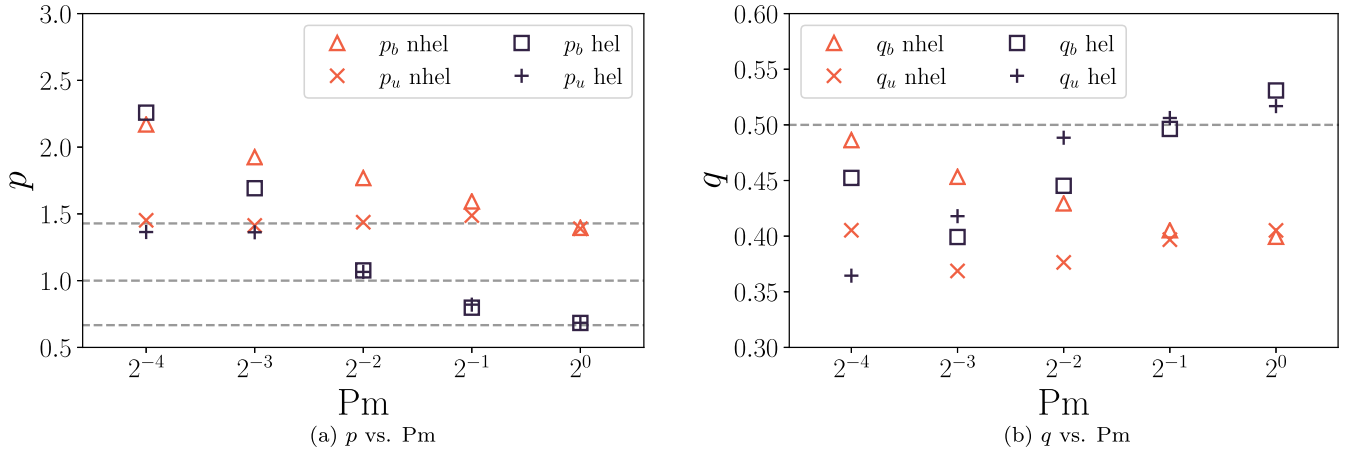 3.0
2.5
2.0
1.5
1.0
0.5
p
p_b nhel
p_u nhel
p_b hel
p_u hel
2^{-4} 2^{-3} 2^{-2} 2^{-1} 2^0
Pm
(a) p vs. Pm
0.60
0.55
0.50
0.45
0.40
0.35
0.30
q
q_b nhel
q_u nhel
q_b hel
q_u hel
2^{-4} 2^{-3} 2^{-2} 2^{-1} 2^0
Pm
(b) q vs. Pm